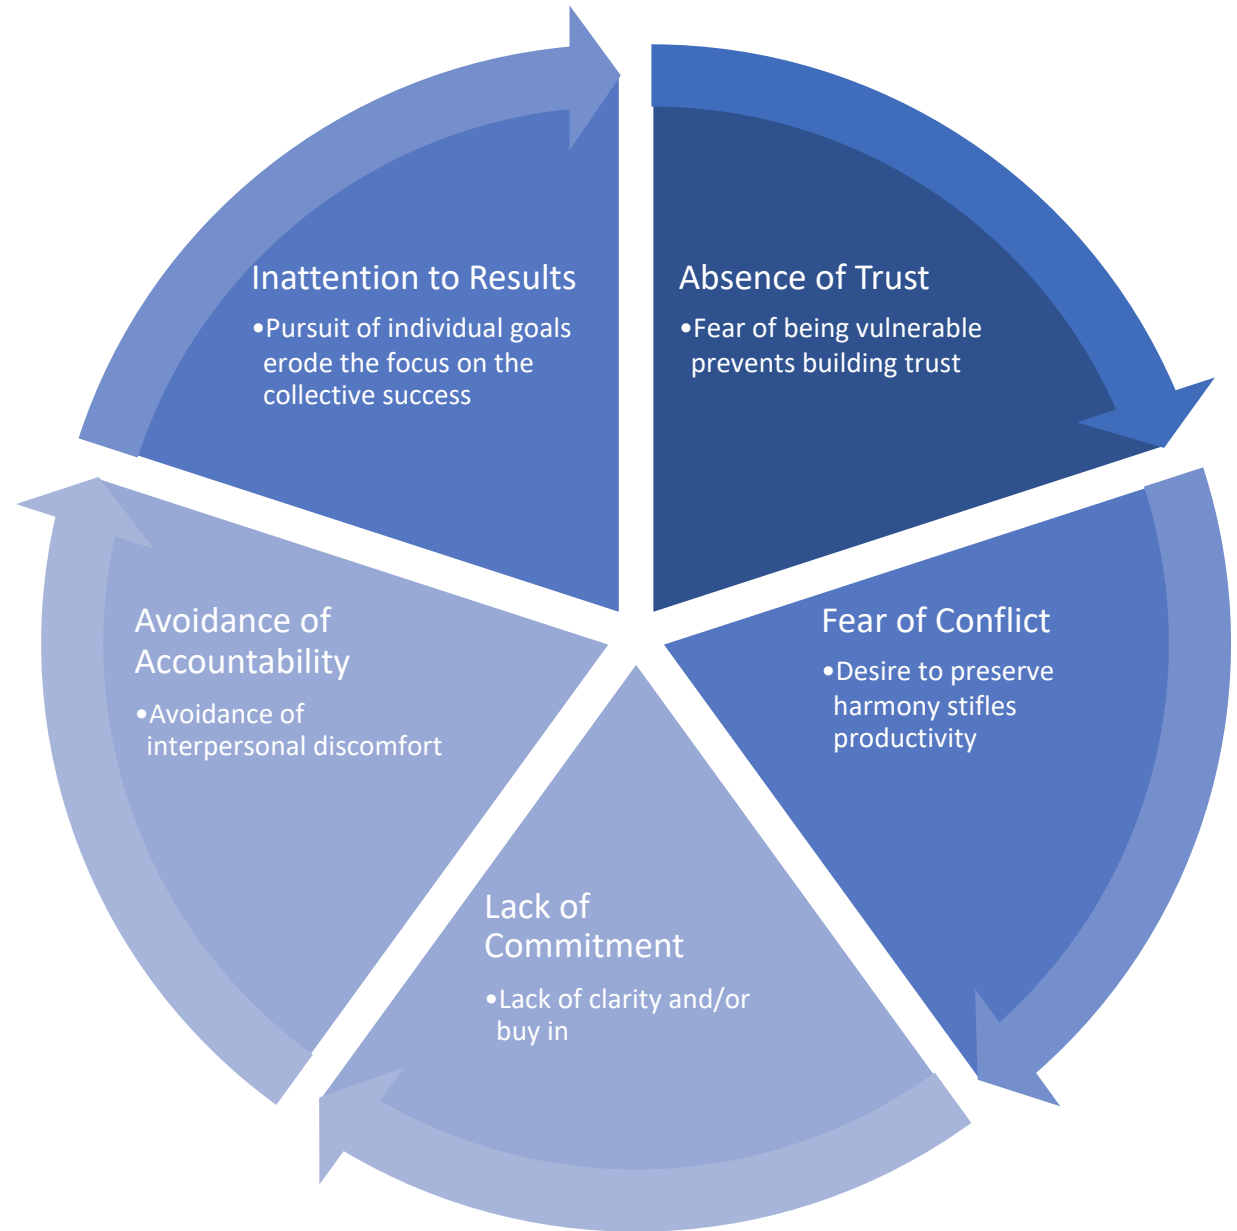 Absence of Trust
•Fear of being vulnerable
prevents building trust
Fear of Conflict
•Desire to preserve
harmony stifles
productivity
Lack of
Commitment
•Lack of clarity and/or
buy in
Avoidance of
Accountability
•Avoidance of
interpersonal discomfort
Inattention to Results
•Pursuit of individual goals
erode the focus on the
collective success